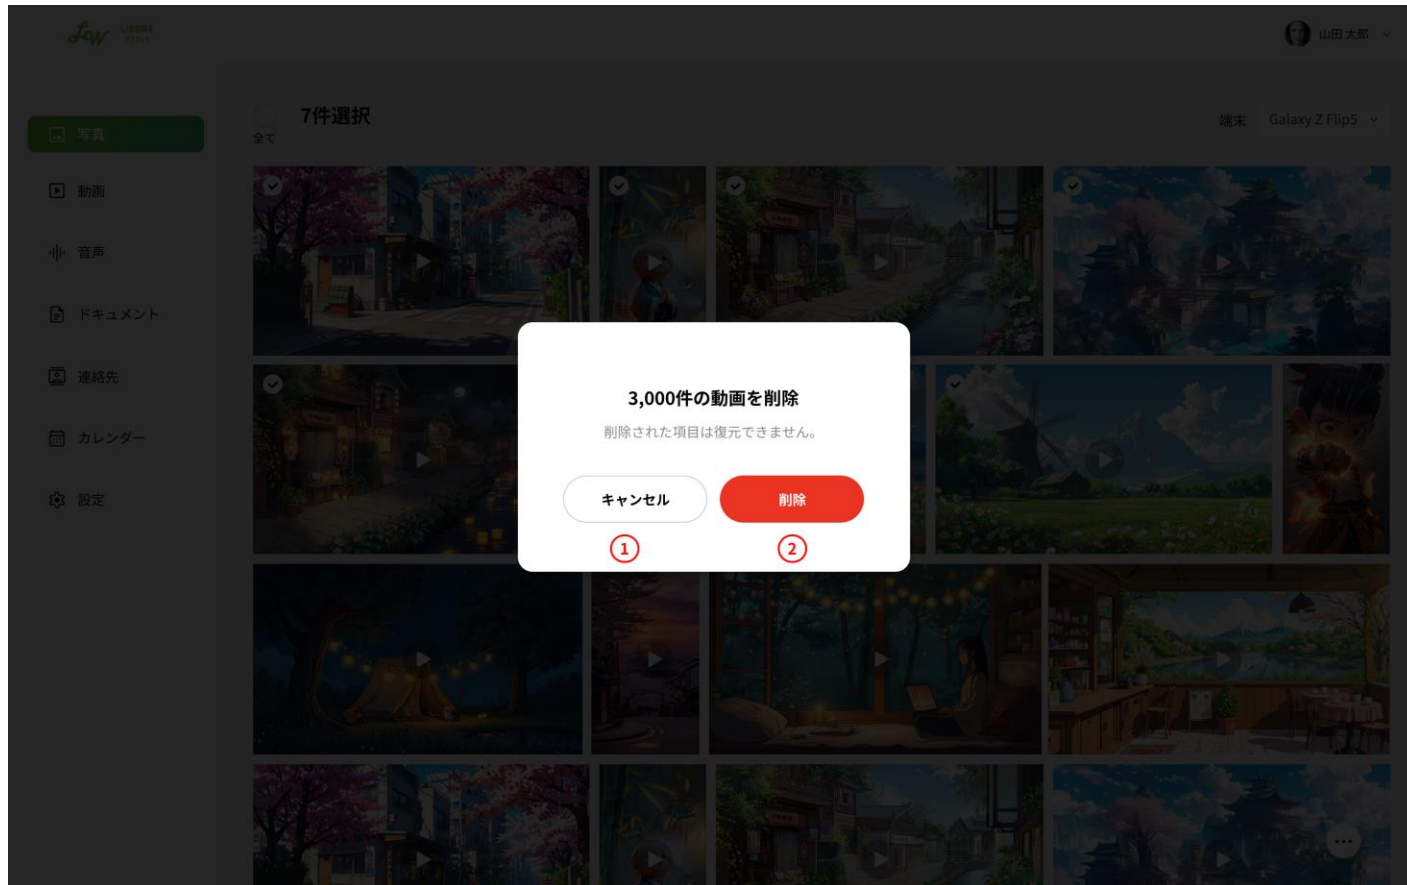 山田 太郎
7件選択
全て
端末 Galaxy Z Flip5
写真
動画
音声
ドキュメント
連絡先
カレンダー
設定
3,000件の動画を削除
削除された項目は復元できません。
キャンセル 削除
1 2